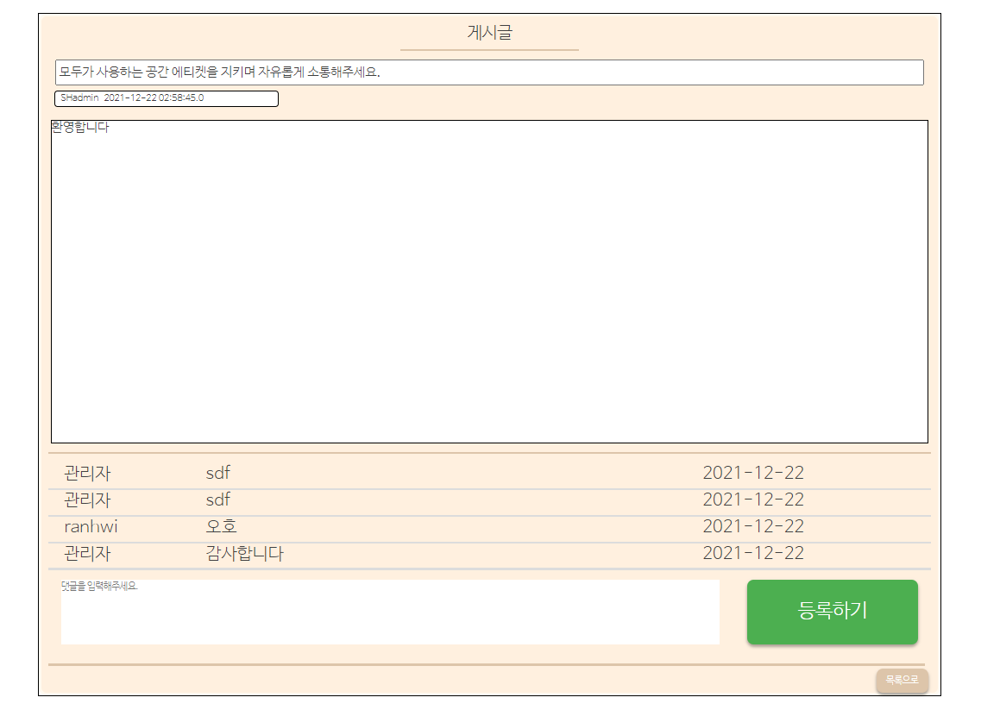 게시글
모두가 사용하는 공간 에티켓을 지키며 자유롭게 소통해주세요.
SHadmin 2021-12-22 02:58:45.0
환영합니다
관리자 sdf 2021-12-22
관리자 sdf 2021-12-22
ranhwi 오호 2021-12-22
관리자 감사합니다 2021-12-22
댓글을 입력해주세요.
등록하기
목록으로